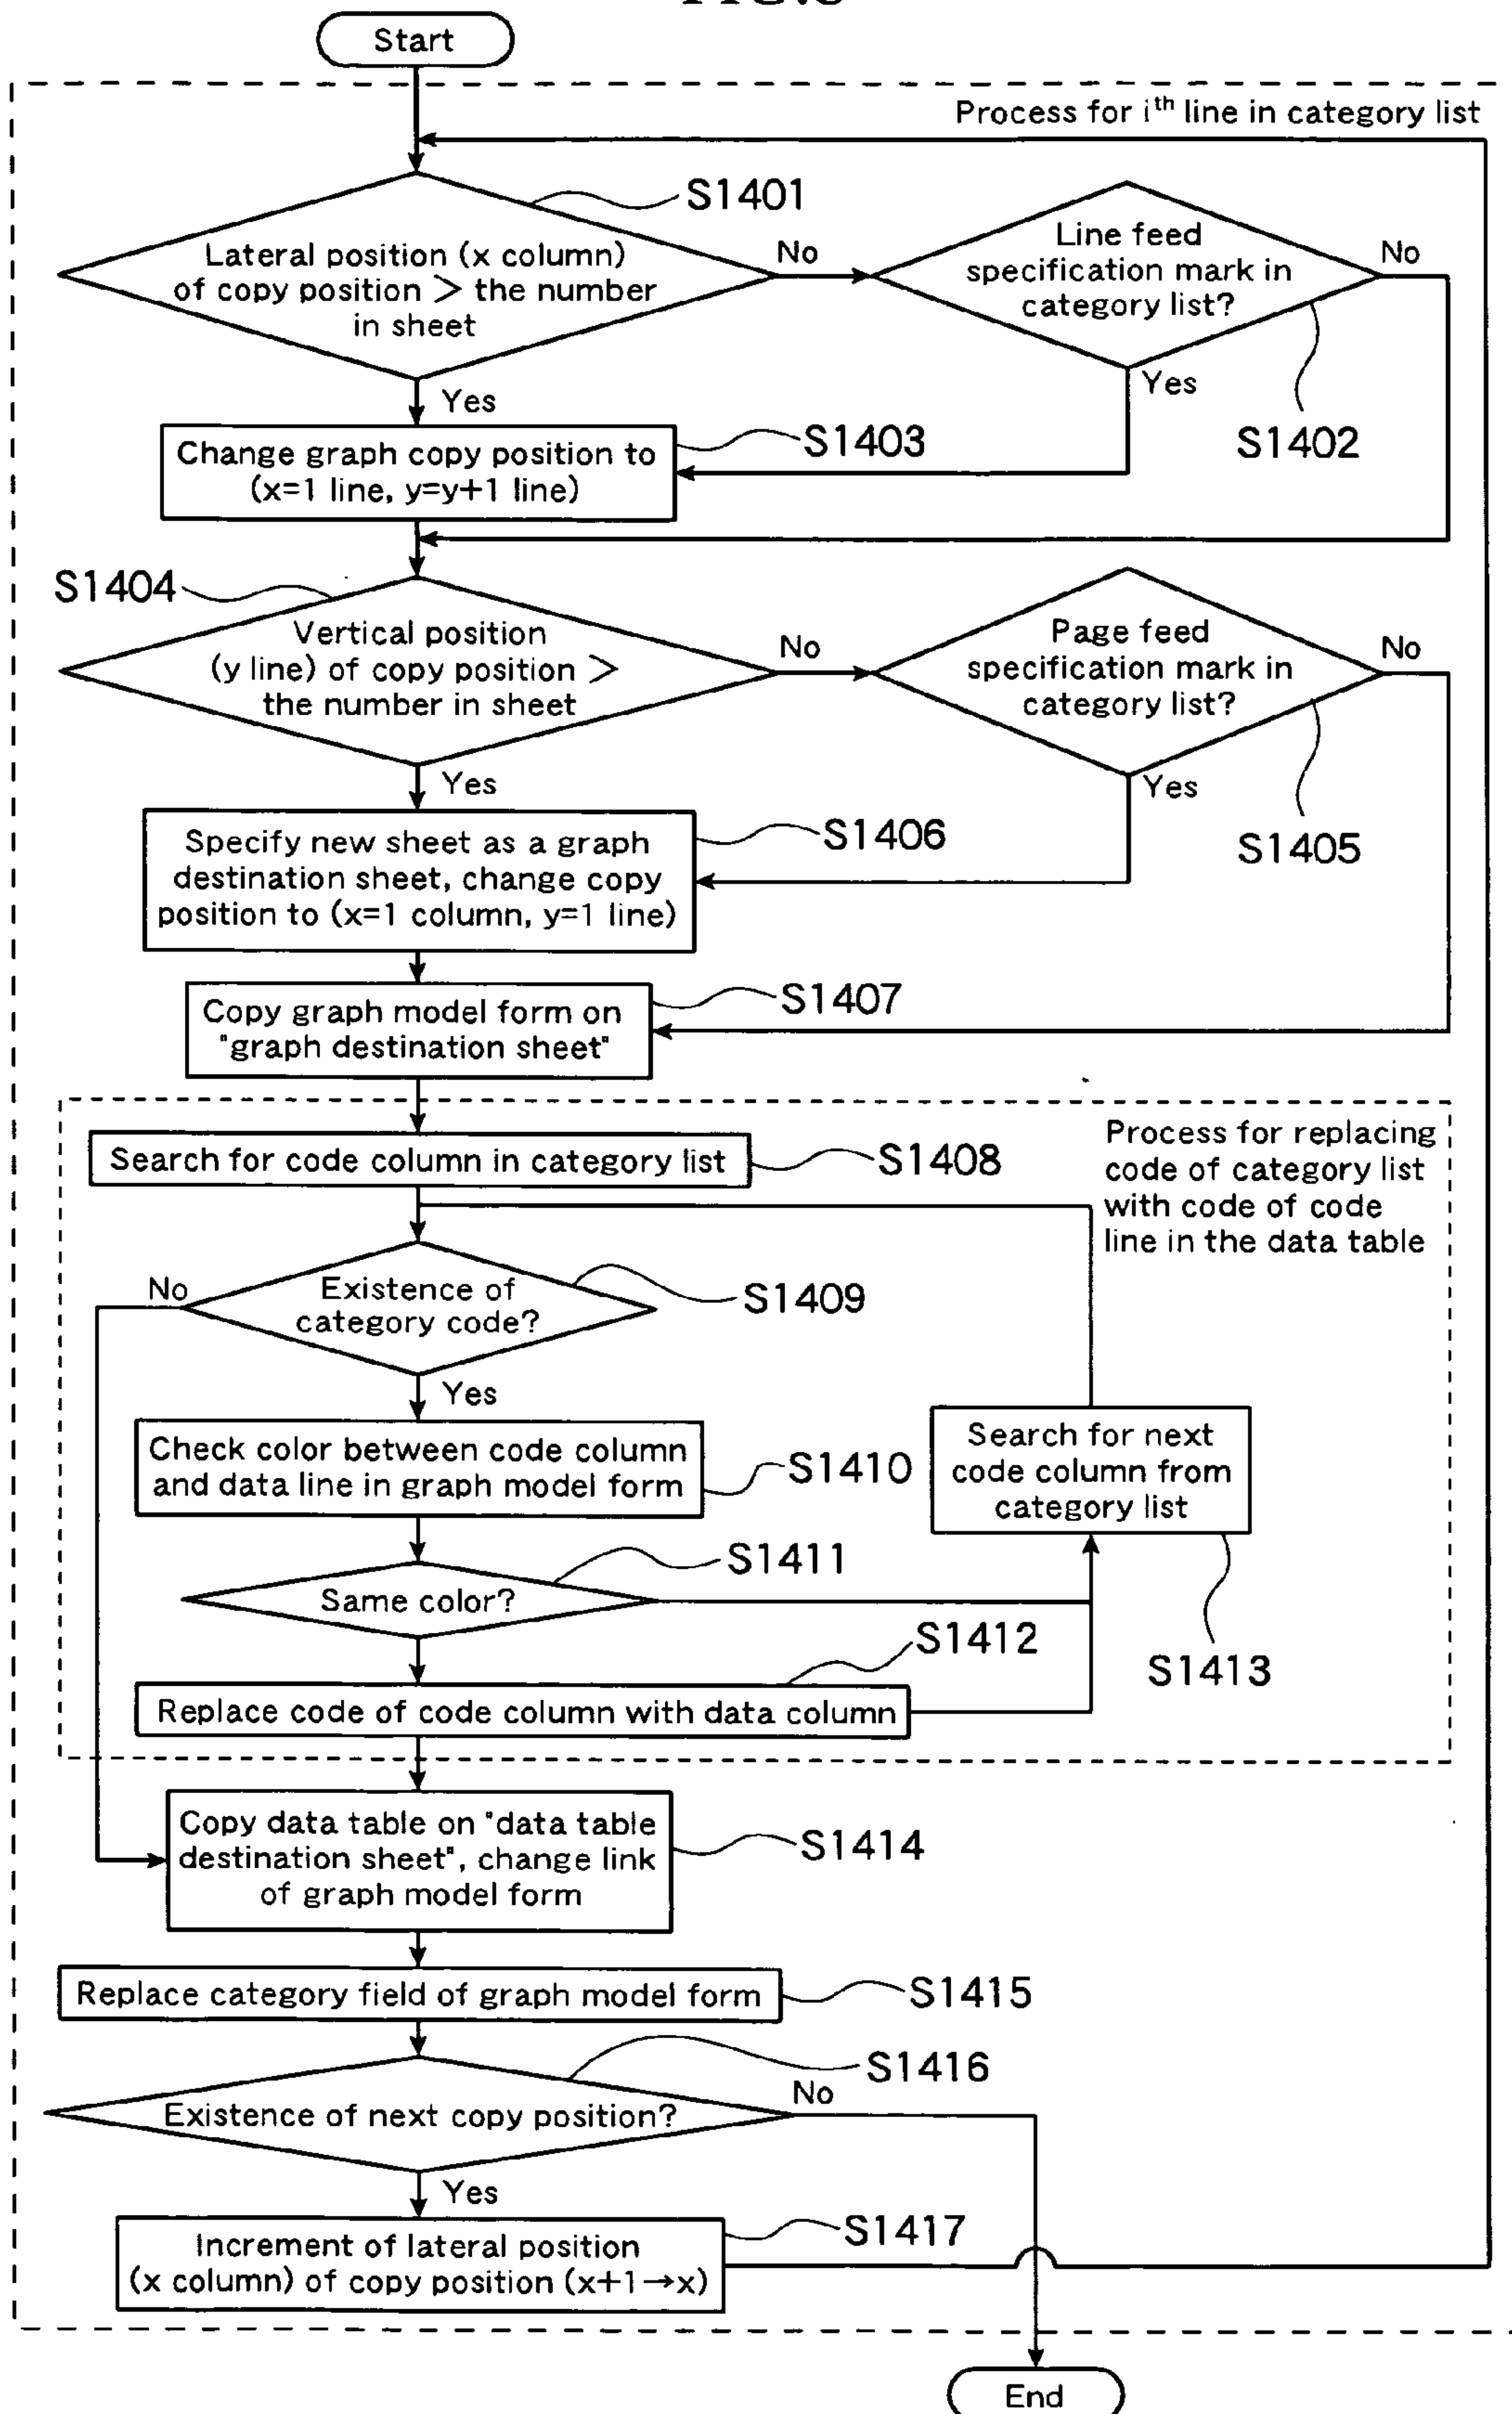 Start
Process for iᵗʰ line in category list
S1401
Lateral position (x column)
of copy position > the number
in sheet
No
Line feed
specification mark in
category list?
No
Yes
S1402
Yes
S1403
Change graph copy position to
(x=1 line, y=y+1 line)
S1404
Vertical position
(y line) of copy position >
the number in sheet
No
Page feed
specification mark in
category list?
No
Yes
S1405
Yes
S1406
Specify new sheet as a graph
destination sheet, change copy
position to (x=1 column, y=1 line)
S1407
Copy graph model form on
"graph destination sheet"
Process for replacing
code of category list
with code of code
line in the data table
Search for code column in category list
S1408
No
Existence of
category code?
S1409
Yes
Check color between code column
and data line in graph model form
S1410
Search for next
code column from
category list
S1411
Same color?
S1412
S1413
Replace code of code column with data column
Copy data table on "data table
destination sheet", change link
of graph model form
S1414
Replace category field of graph model form
S1415
S1416
Existence of next copy position?
No
Yes
S1417
Increment of lateral position
(x column) of copy position (x+1→x)
End